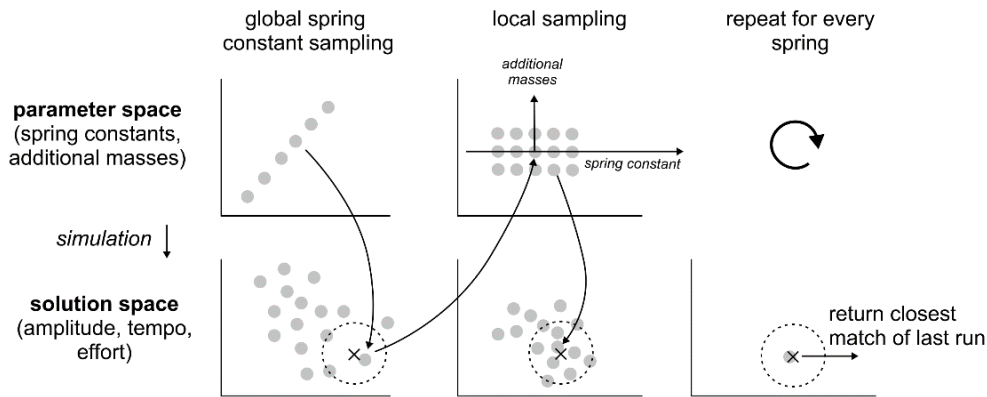 global spring
constant sampling
local sampling
repeat for every
spring
parameter space
(spring constants,
additional masses)
additional
masses
spring constant
simulation
solution space
(amplitude, tempo,
effort)
return closest
match of last run